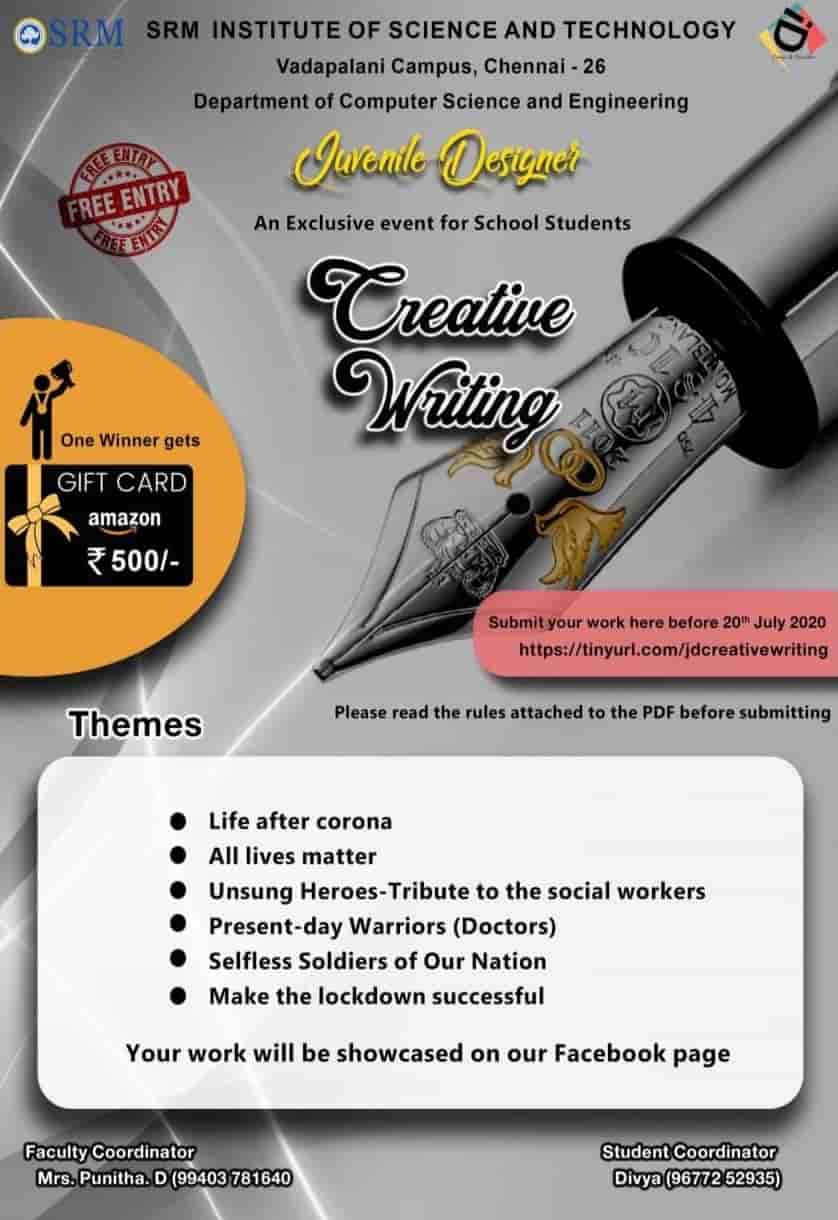 SRM
SRM INSTITUTE OF SCIENCE AND TECHNOLOGY
Vadapalani Campus, Chennai - 26
Department of Computer Science and Engineering
Juvenile Designer
FREE ENTRY
FREE ENTRY
FREE ENTRY
An Exclusive event for School Students
Creative
Writing
4810
2011
One Winner gets
GIFT CARD
amazon
₹ 500/-
Submit your work here before 20th July 2020
https://tinyurl.com/jdcreativewriting
Please read the rules attached to the PDF before submitting
Themes
● Life after corona
● All lives matter
● Unsung Heroes-Tribute to the social workers
● Present-day Warriors (Doctors)
● Selfless Soldiers of Our Nation
● Make the lockdown successful
Your work will be showcased on our Facebook page
Faculty Coordinator
Mrs. Punitha. D (99403 781640
Student Coordinator
Divya (96772 52935)